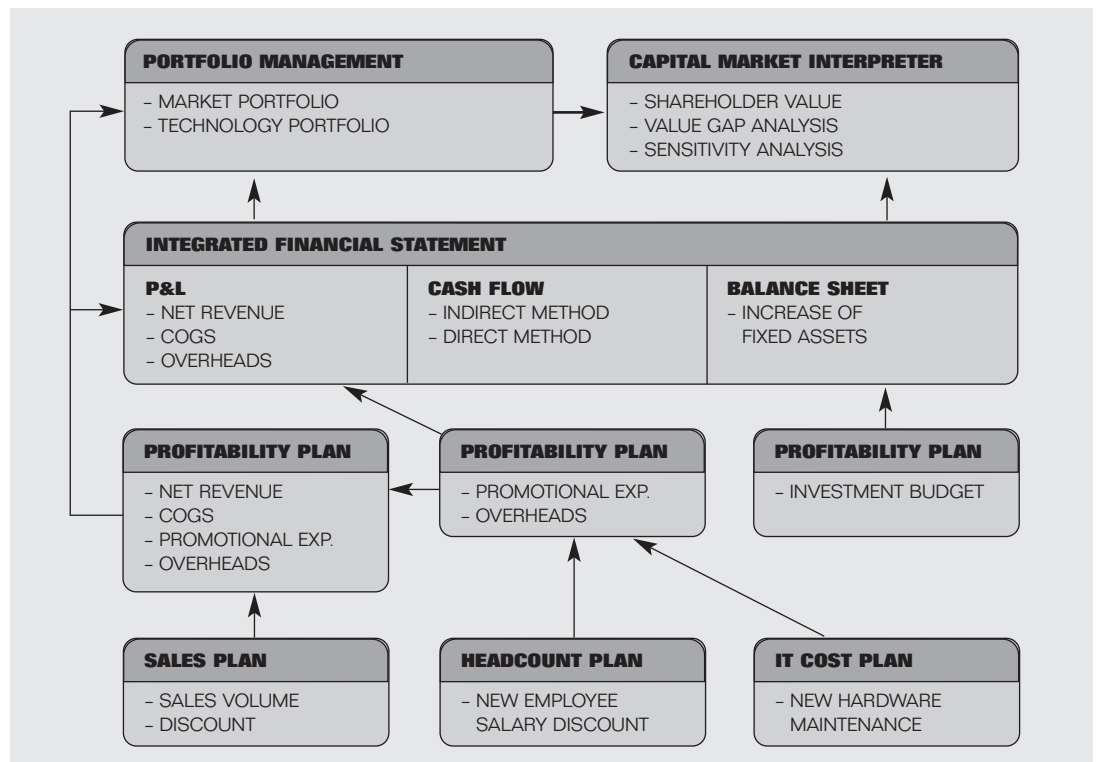 PORTFOLIO MANAGEMENT
– MARKET PORTFOLIO
– TECHNOLOGY PORTFOLIO
CAPITAL MARKET INTERPRETER
– SHAREHOLDER VALUE
– VALUE GAP ANALYSIS
– SENSITIVITY ANALYSIS
INTEGRATED FINANCIAL STATEMENT
P&L
– NET REVENUE
– COGS
– OVERHEADS
CASH FLOW
– INDIRECT METHOD
– DIRECT METHOD
BALANCE SHEET
– INCREASE OF
FIXED ASSETS
PROFITABILITY PLAN
– NET REVENUE
– COGS
– PROMOTIONAL EXP.
– OVERHEADS
PROFITABILITY PLAN
– PROMOTIONAL EXP.
– OVERHEADS
PROFITABILITY PLAN
– INVESTMENT BUDGET
SALES PLAN
– SALES VOLUME
– DISCOUNT
HEADCOUNT PLAN
– NEW EMPLOYEE
SALARY DISCOUNT
IT COST PLAN
– NEW HARDWARE
MAINTENANCE